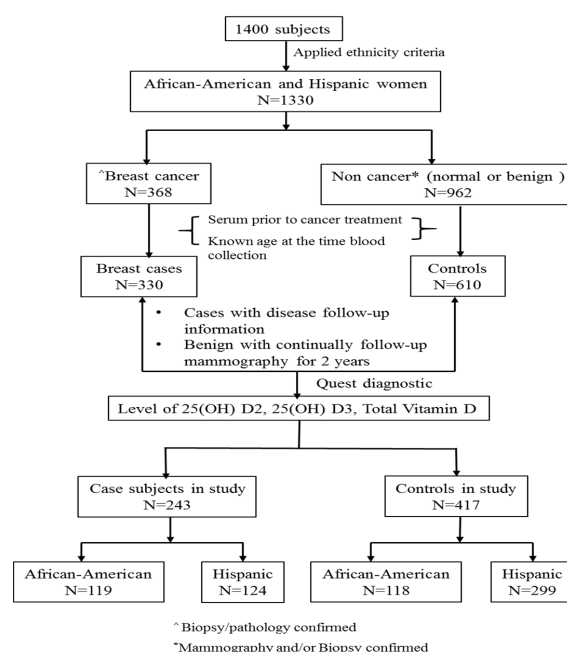 1400 subjects
Applied ethnicity criteria
African-American and Hispanic women
N=1330
^Breast cancer
N=368
Non cancer* (normal or benign )
N=962
Serum prior to cancer treatment
Known age at the time blood
collection
Breast cases
N=330
Controls
N=610
• Cases with disease follow-up
information
• Benign with continually follow-up
mammography for 2 years
Quest diagnostic
Level of 25(OH) D2, 25(OH) D3, Total Vitamin D
Case subjects in study
N=243
Controls in study
N=417
African-American
N=119
Hispanic
N=124
African-American
N=118
Hispanic
N=299
^ Biopsy/pathology confirmed
*Mammography and/or Biopsy confirmed